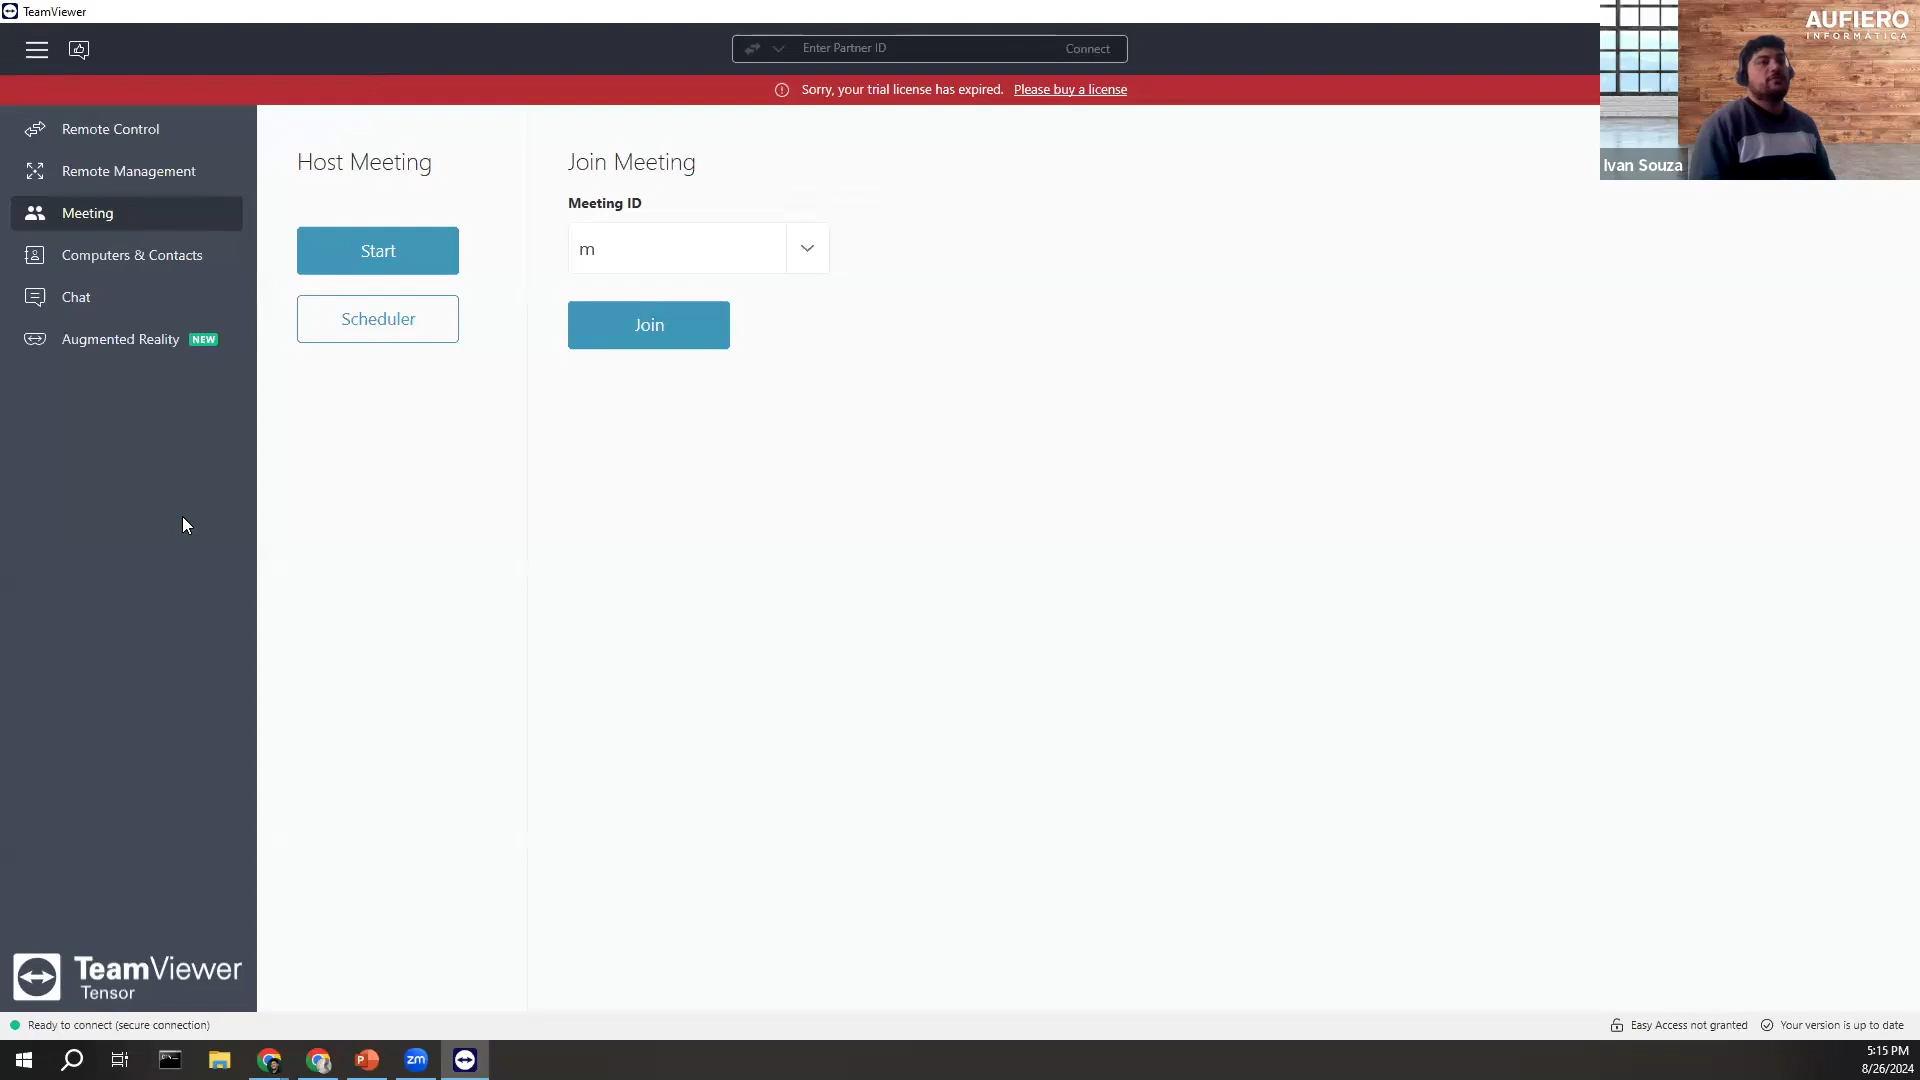 TeamViewer
Enter Partner ID
Connect
Sorry, your trial license has expired. Please buy a license
AUFIERO
INFORMÁTICA
Ivan Souza
Remote Control
Remote Management
Meeting
Computers & Contacts
Chat
Augmented Reality NEW
Host Meeting
Start
Scheduler
Join Meeting
Meeting ID
m
Join
TeamViewer
Tensor
Ready to connect (secure connection)
Easy Access not granted
Your version is up to date
zm
5:15 PM
8/26/2024